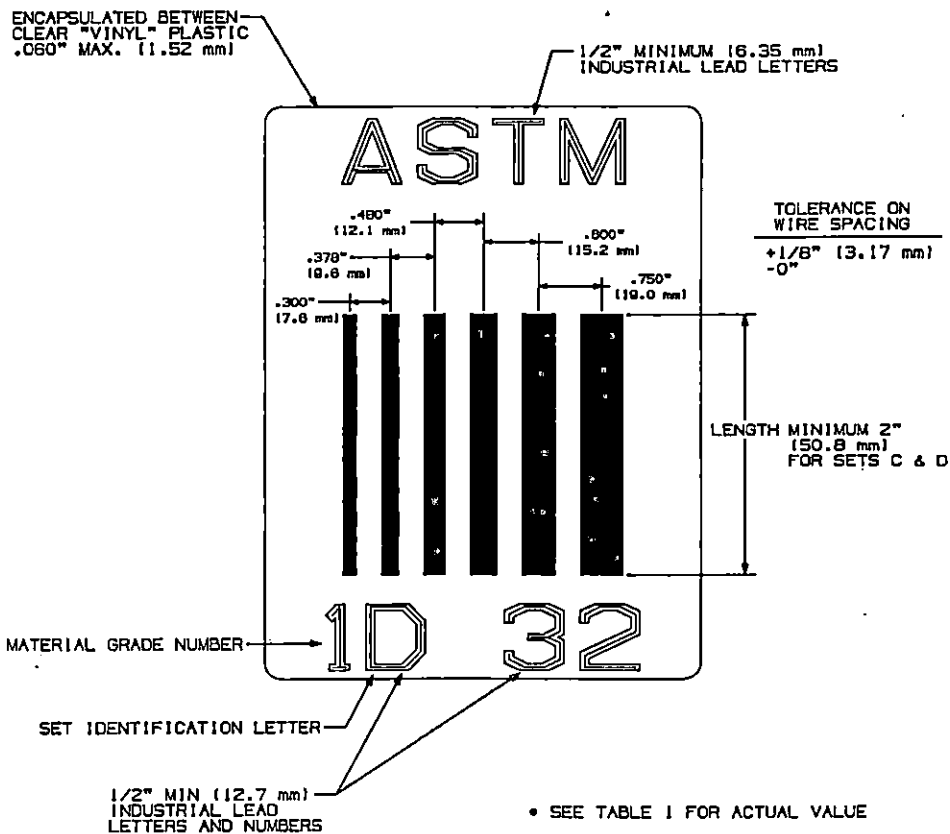 ENCAPSULATED BETWEEN
CLEAR "VINYL" PLASTIC
.060" MAX. (1.52 mm)
1/2" MINIMUM (6.35 mm)
INDUSTRIAL LEAD LETTERS
ASTM
.480"
(12.1 mm)
.800"
(15.2 mm)
TOLERANCE ON
WIRE SPACING
+1/8" (3.17 mm)
-0"
.378"
(9.6 mm)
.750"
(19.0 mm)
.300"
(7.6 mm)
LENGTH MINIMUM 2"
(50.8 mm)
FOR SETS C & D
1D 32
MATERIAL GRADE NUMBER
SET IDENTIFICATION LETTER
1/2" MIN (12.7 mm)
INDUSTRIAL LEAD
LETTERS AND NUMBERS
• SEE TABLE 1 FOR ACTUAL VALUE